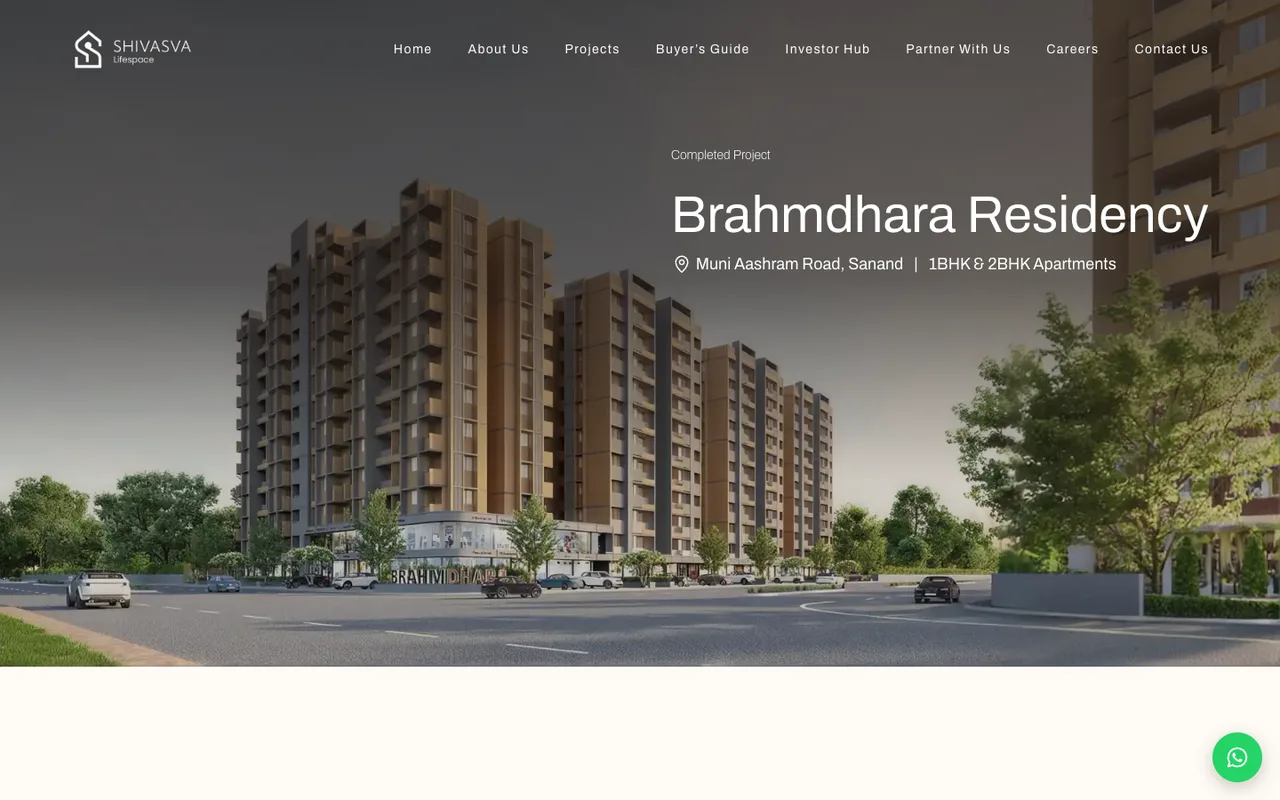 SHIVASVA
Lifespace
Home
About Us
Projects
Buyer's Guide
Investor Hub
Partner With Us
Careers
Contact Us
Completed Project
Brahmdhara Residency
Muni Aashram Road, Sanand | 1BHK & 2BHK Apartments